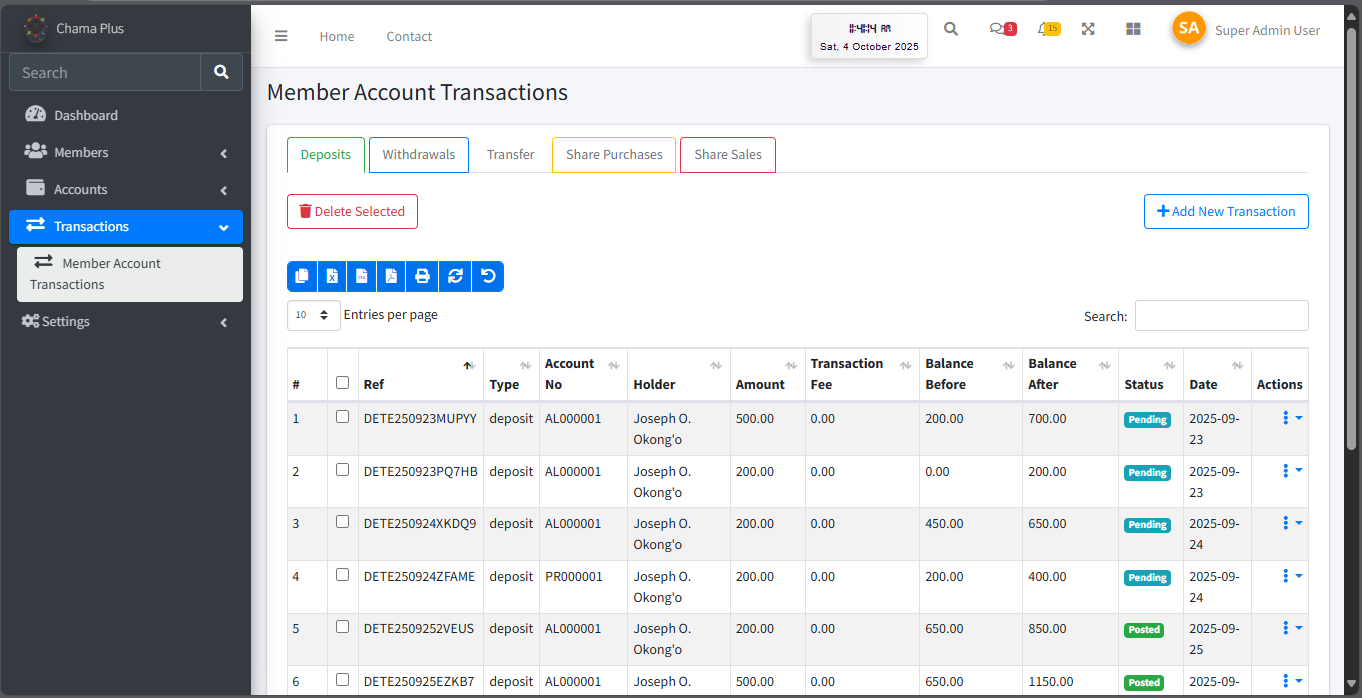 Chama Plus
Home
Contact
11:41:14 AM
Sat, 4 October 2025
3
15
SA
Super Admin User
Search
Dashboard
Members
Accounts
Transactions
Member Account
Transactions
Settings
Member Account Transactions
Deposits
Withdrawals
Transfer
Share Purchases
Share Sales
Delete Selected
Add New Transaction
10
Entries per page
Search:
# Ref Type Account No Holder Amount Transaction Fee Balance Before Balance After Status Date Actions
1 DETE250923MUPYY deposit AL000001 Joseph O. Okong'o 500.00 0.00 200.00 700.00 Pending 2025-09-23
2 DETE250923PQ7HB deposit AL000001 Joseph O. Okong'o 200.00 0.00 0.00 200.00 Pending 2025-09-23
3 DETE250924XKDQ9 deposit AL000001 Joseph O. Okong'o 200.00 0.00 450.00 650.00 Pending 2025-09-24
4 DETE250924ZFAME deposit PR000001 Joseph O. Okong'o 200.00 0.00 200.00 400.00 Pending 2025-09-24
5 DETE2509252VEUS deposit AL000001 Joseph O. Okong'o 200.00 0.00 650.00 850.00 Posted 2025-09-25
6 DETE250925EZKB7 deposit AL000001 Joseph O. 500.00 0.00 650.00 1150.00 Posted 2025-09-